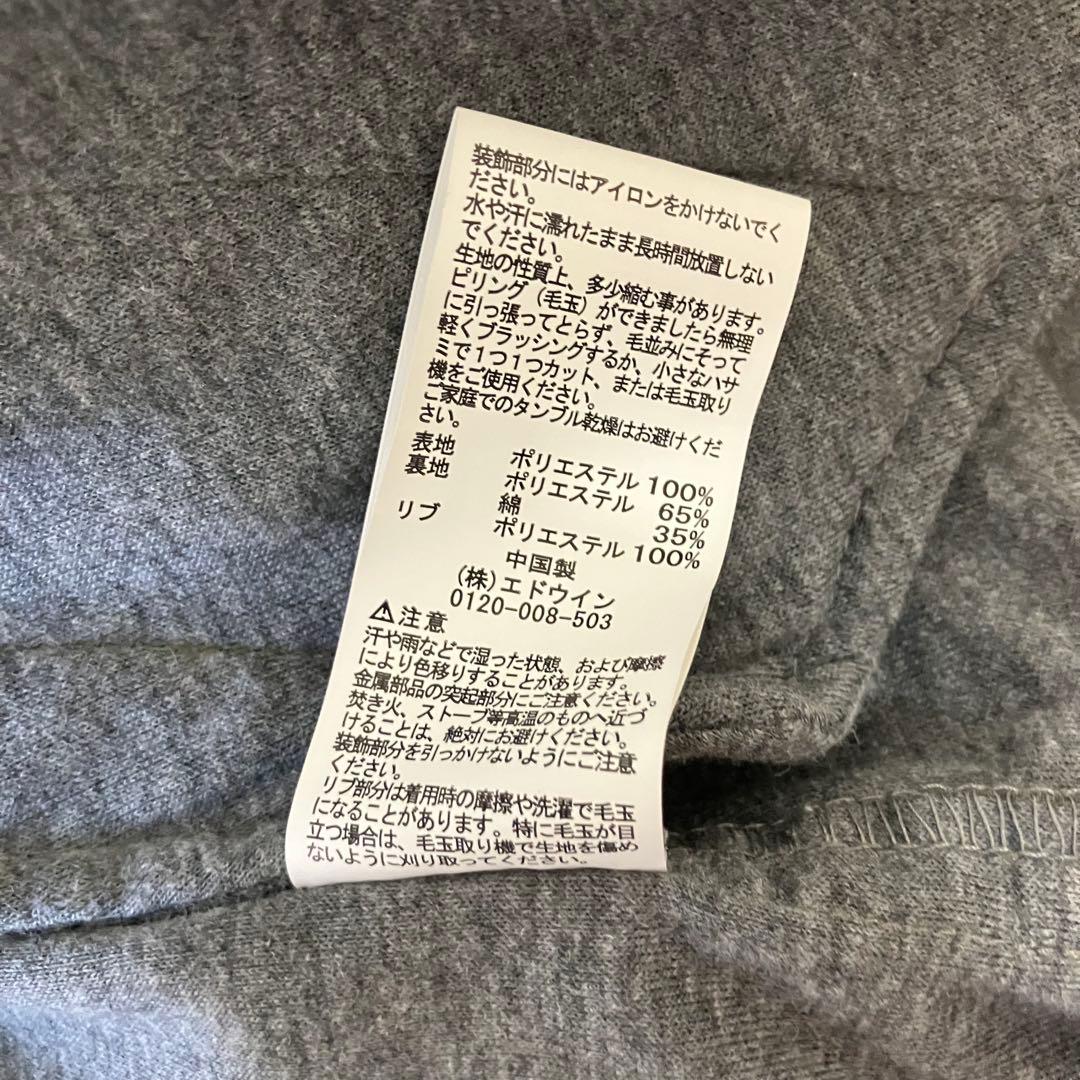 装飾部分にはアイロンをかけないでく
ださい。
水や汗に濡れたまま長時間放置しない
でください。
生地の性質上、多少縮む事があります。
ピリング（毛玉）ができましたら無理
に引っ張ってとらず、毛並みにそって
軽くブラッシングするか、小さなハサ
ミで１つ１つカット、または毛玉取り
機をご使用ください。
ご家庭でのタンブル乾燥はお避けくだ
さい。
表地 ポリエステル 100%
裏地 ポリエステル 65%
綿 35%
リブ ポリエステル 100%
中国製
(株)エドウイン
0120-008-503
⚠注意
汗や雨などで湿った状態、および摩擦
により色移りすることがあります。
金属部品の突起部分にご注意ください。
焚き火、ストーブ等高温のものへ近づ
けることは、絶対にお避けください。
装飾部分を引っかけないようにご注意
ください。
リブ部分は着用時の摩擦や洗濯で毛玉
になることがあります。特に毛玉が目
立つ場合は、毛玉取り機で生地を傷め
ないように刈り取ってください。